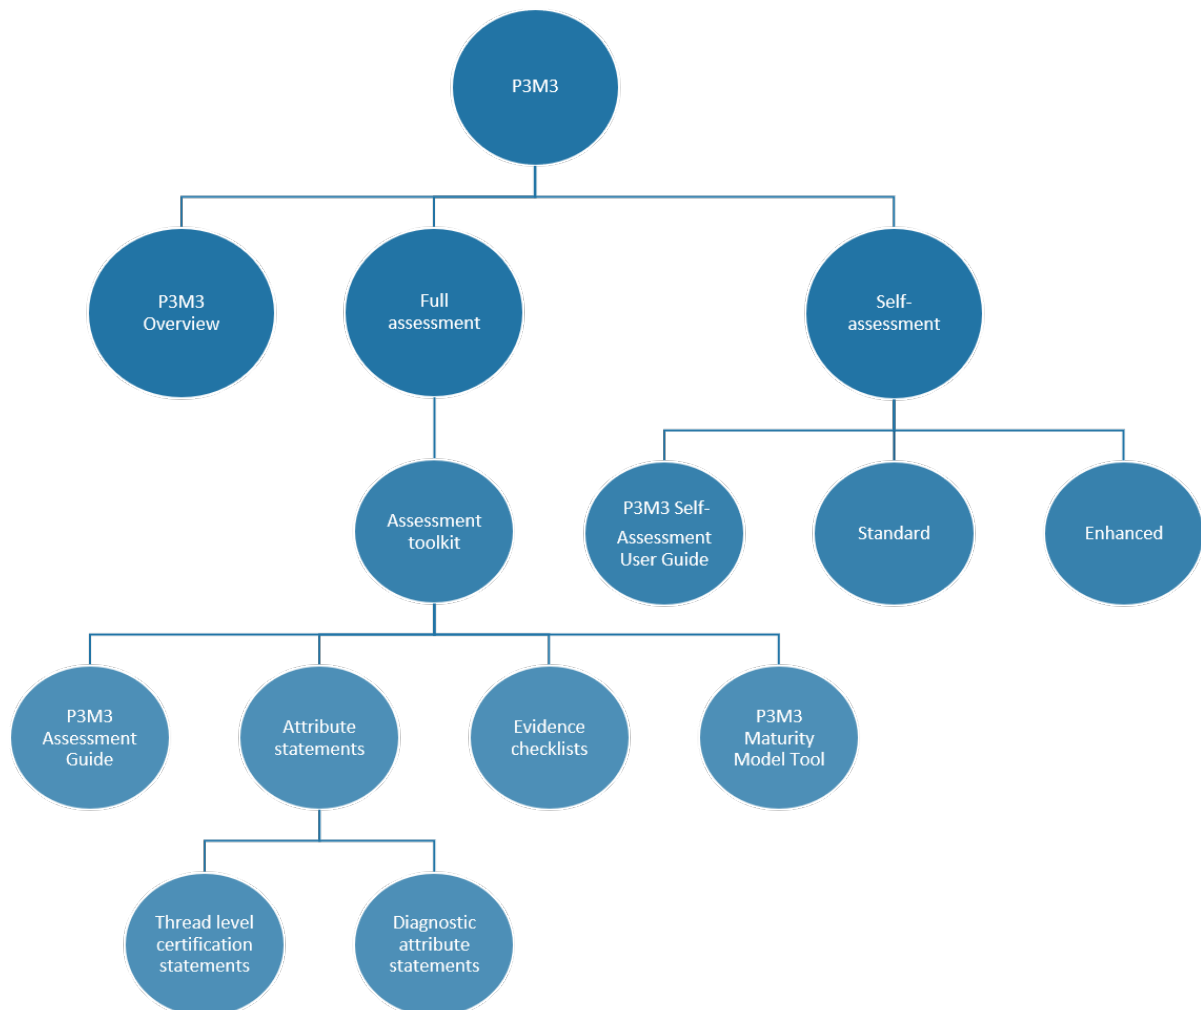 P3M3
P3M3
Overview
Full
assessment
Self-
assessment
Assessment
toolkit
P3M3 Self-
Assessment
User Guide
Standard
Enhanced
P3M3
Assessment
Guide
Attribute
statements
Evidence
checklists
P3M3
Maturity
Model Tool
Thread level
certification
statements
Diagnostic
attribute
statements